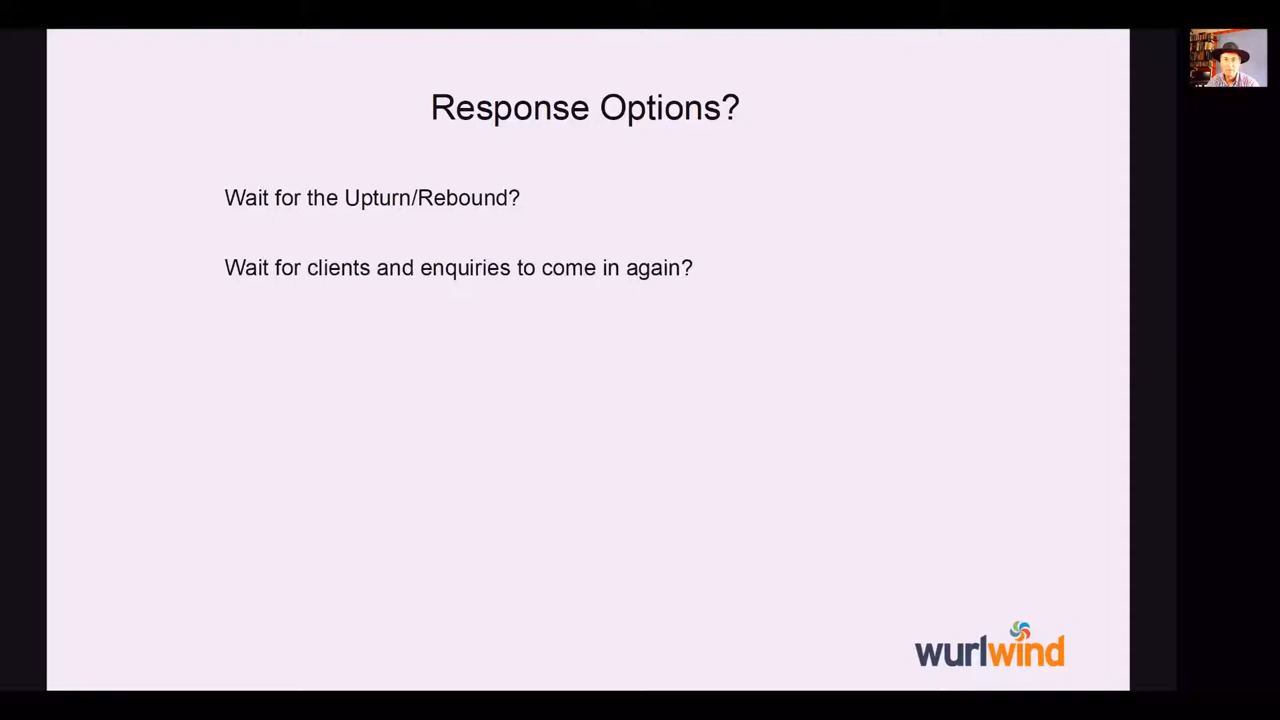 Response Options?
Wait for the Upturn/Rebound?
Wait for clients and enquiries to come in again?
wurlwind